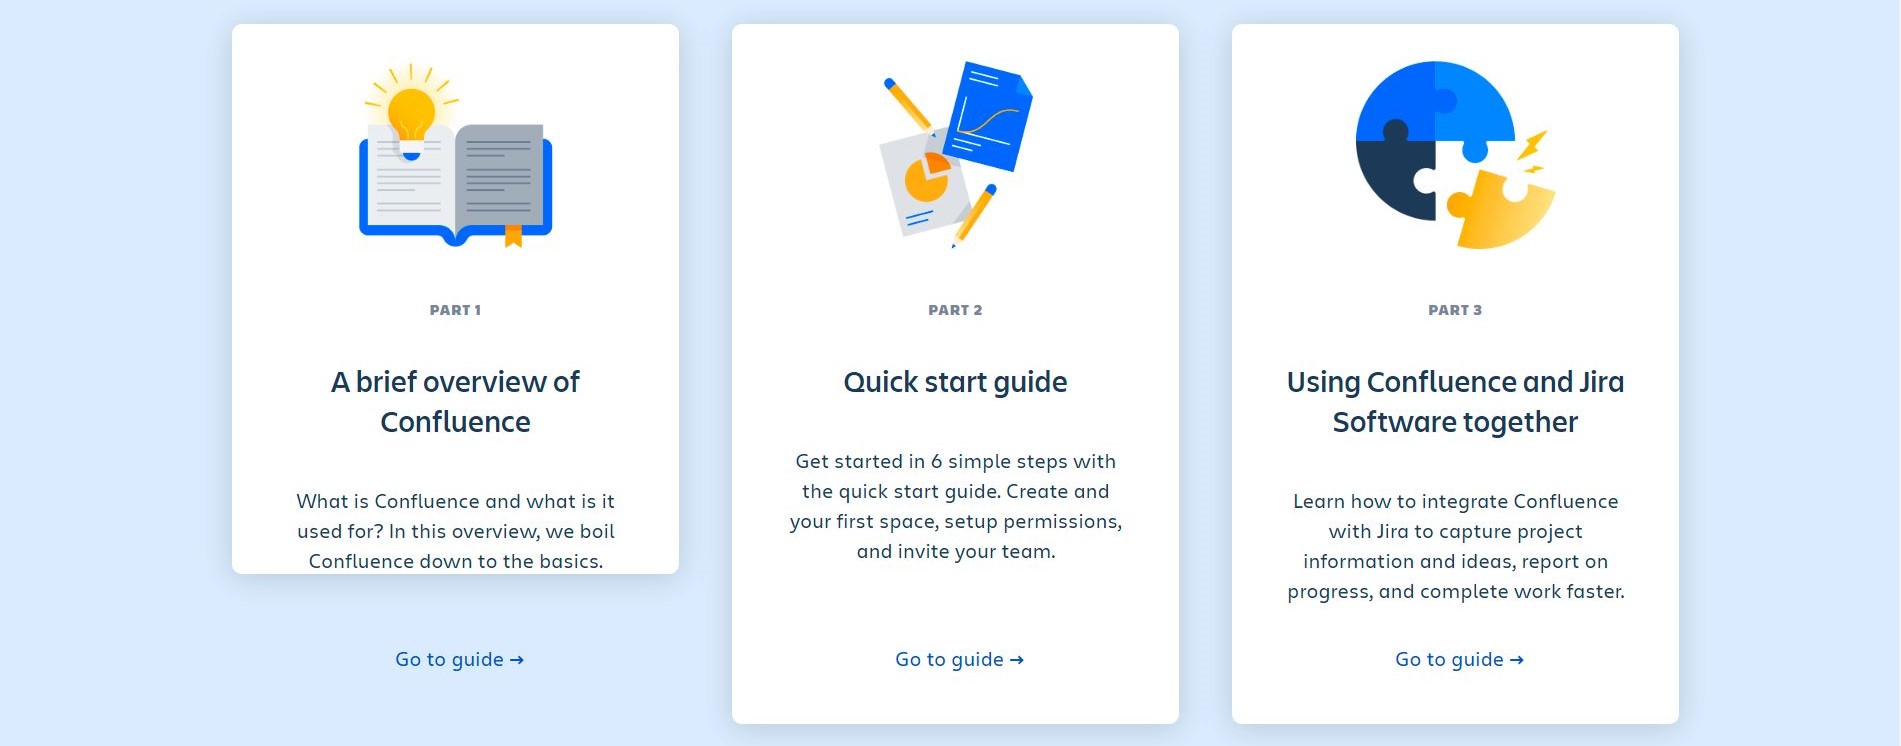 PART 1
A brief overview of
Confluence
What is Confluence and what is it
used for? In this overview, we boil
Confluence down to the basics.
Go to guide →
PART 2
Quick start guide
Get started in 6 simple steps with
the quick start guide. Create and
your first space, setup permissions,
and invite your team.
Go to guide →
PART 3
Using Confluence and Jira
Software together
Learn how to integrate Confluence
with Jira to capture project
information and ideas, report on
progress, and complete work faster.
Go to guide →